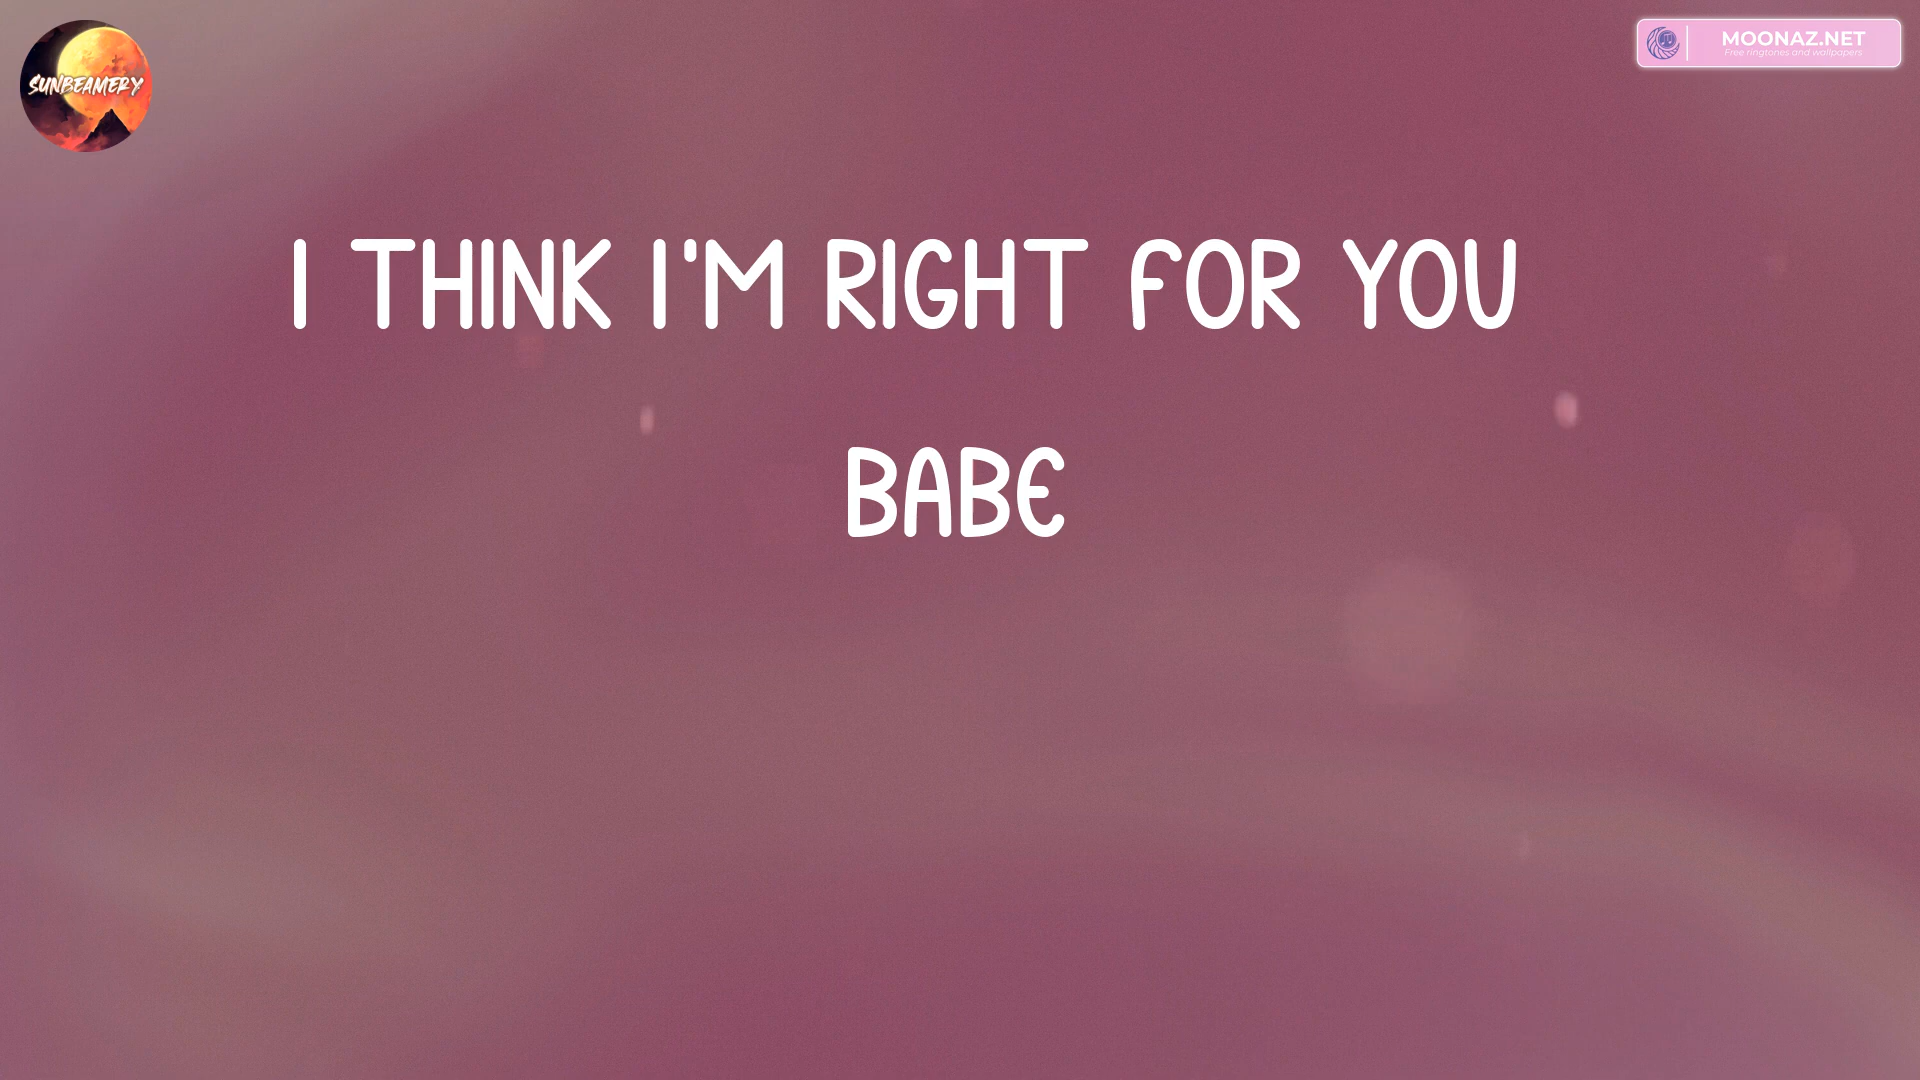 SUNBEAMERY
MOONAZ.NET
Free ringtones and wallpapers
I THINK I'M RIGHT FOR YOU
BABE